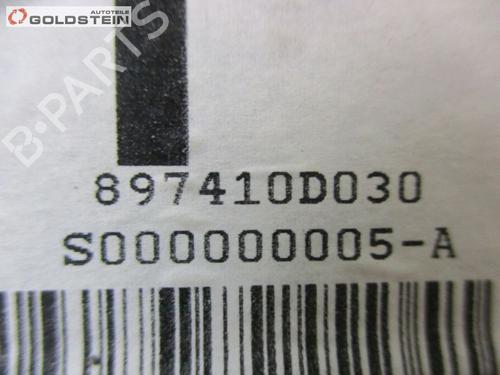 GOLDSTEIN
AUTOTEILE
B-PARTS
897410D030
S000000005-A